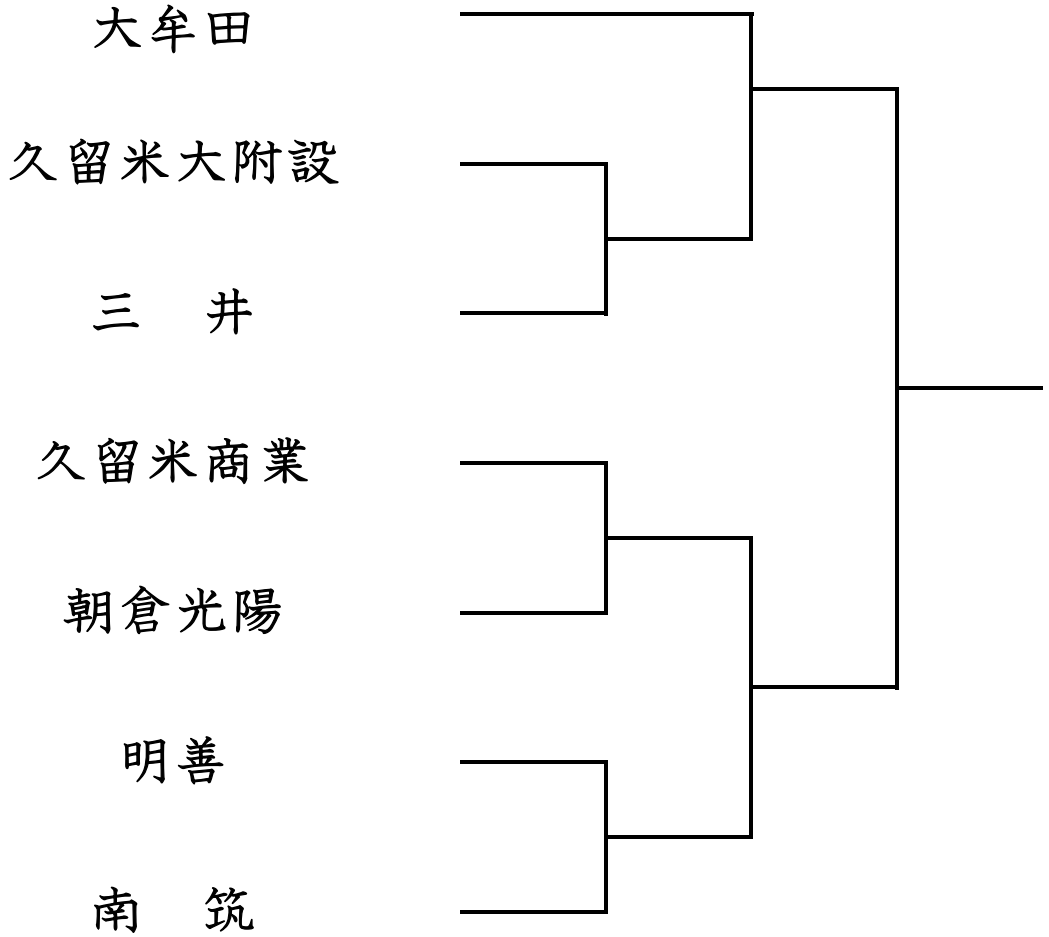 大牟田
久留米大附設
三　井
久留米商業
朝倉光陽
明善
南　筑